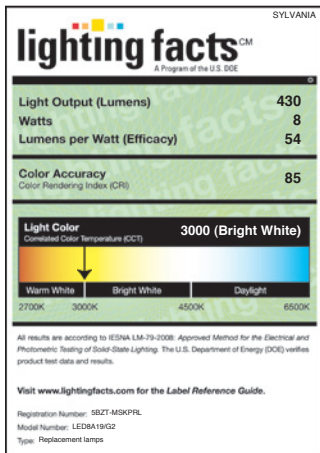 SYLVANIA
lighting facts CM
A Program of the U.S. DOE
Light Output (Lumens) 430
Watts 8
Lumens per Watt (Efficacy) 54
Color Accuracy 85
Color Rendering Index (CRI)
Light Color 3000 (Bright White)
Correlated Color Temperature (CCT)
Warm White Bright White Daylight
2700K 3000K 4500K 6500K
All results are according to IESNA LM-79-2008: Approved Method for the Electrical and
Photometric Testing of Solid-State Lighting. The U.S. Department of Energy (DOE) verifies
product test data and results.
Visit www.lightingfacts.com for the Label Reference Guide.
Registration Number: 5BZT-MSKPRL
Model Number: LED8A19/G2
Type: Replacement lamps